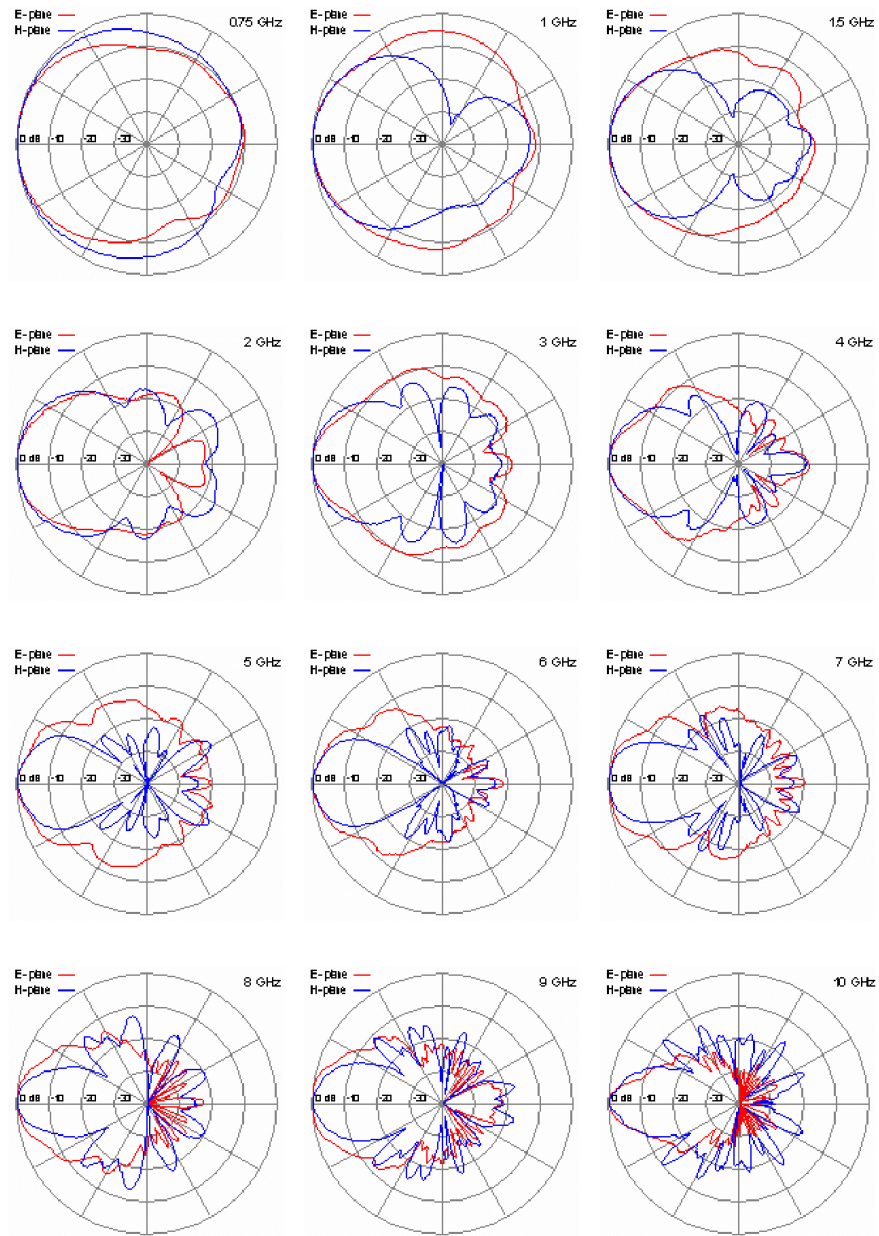 E-plane
H-plane
0.75 GHz
0 dB -10 -20 -30
E-plane
H-plane
1 GHz
0 dB -10 -20 -30
E-plane
H-plane
1.5 GHz
0 dB -10 -20 -30
E-plane
H-plane
2 GHz
0 dB -10 -20 -30
E-plane
H-plane
3 GHz
0 dB -10 -20 -30
E-plane
H-plane
4 GHz
0 dB -10 -20 -30
E-plane
H-plane
5 GHz
0 dB -10 -20 -30
E-plane
H-plane
6 GHz
0 dB -10 -20 -30
E-plane
H-plane
7 GHz
0 dB -10 -20 -30
E-plane
H-plane
8 GHz
0 dB -10 -20 -30
E-plane
H-plane
9 GHz
0 dB -10 -20 -30
E-plane
H-plane
10 GHz
0 dB -10 -20 -30